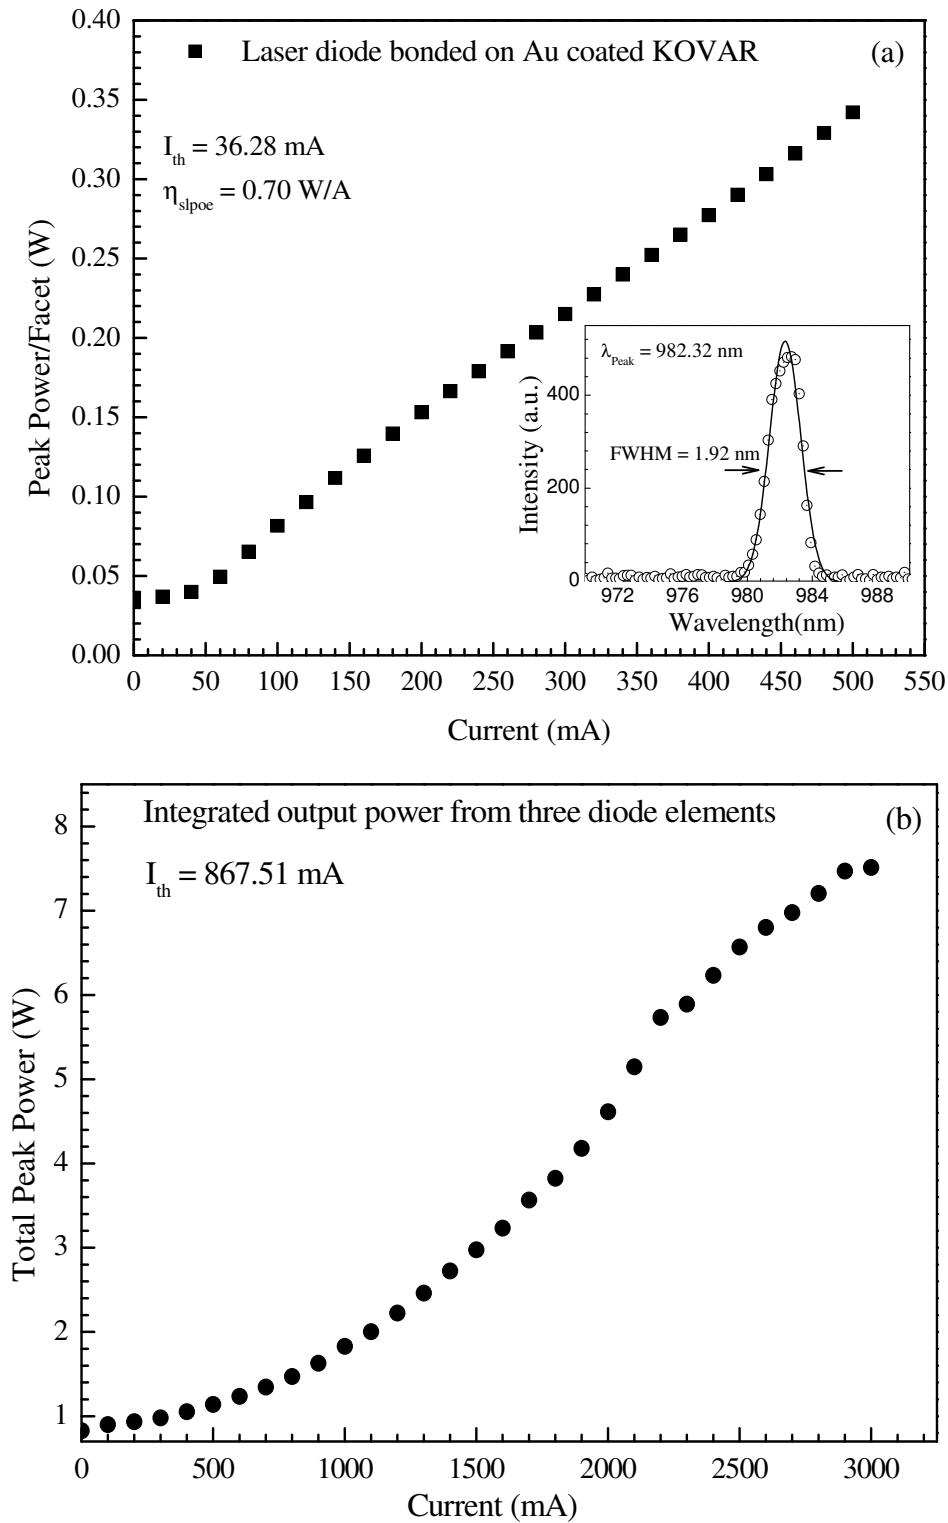 0.40
0.35
0.30
0.25
0.20
0.15
0.10
0.05
0.00
Peak Power/Facet (W)
Laser diode bonded on Au coated KOVAR
(a)
I_th = 36.28 mA
η_slpoe = 0.70 W/A
λ_Peak = 982.32 nm
FWHM = 1.92 nm
Intensity (a.u.)
400
200
0
972 976 980 984 988
Wavelength(nm)
0 50 100 150 200 250 300 350 400 450 500 550
Current (mA)
Integrated output power from three diode elements
(b)
I_th = 867.51 mA
8
7
6
5
4
3
2
1
Total Peak Power (W)
0 500 1000 1500 2000 2500 3000
Current (mA)